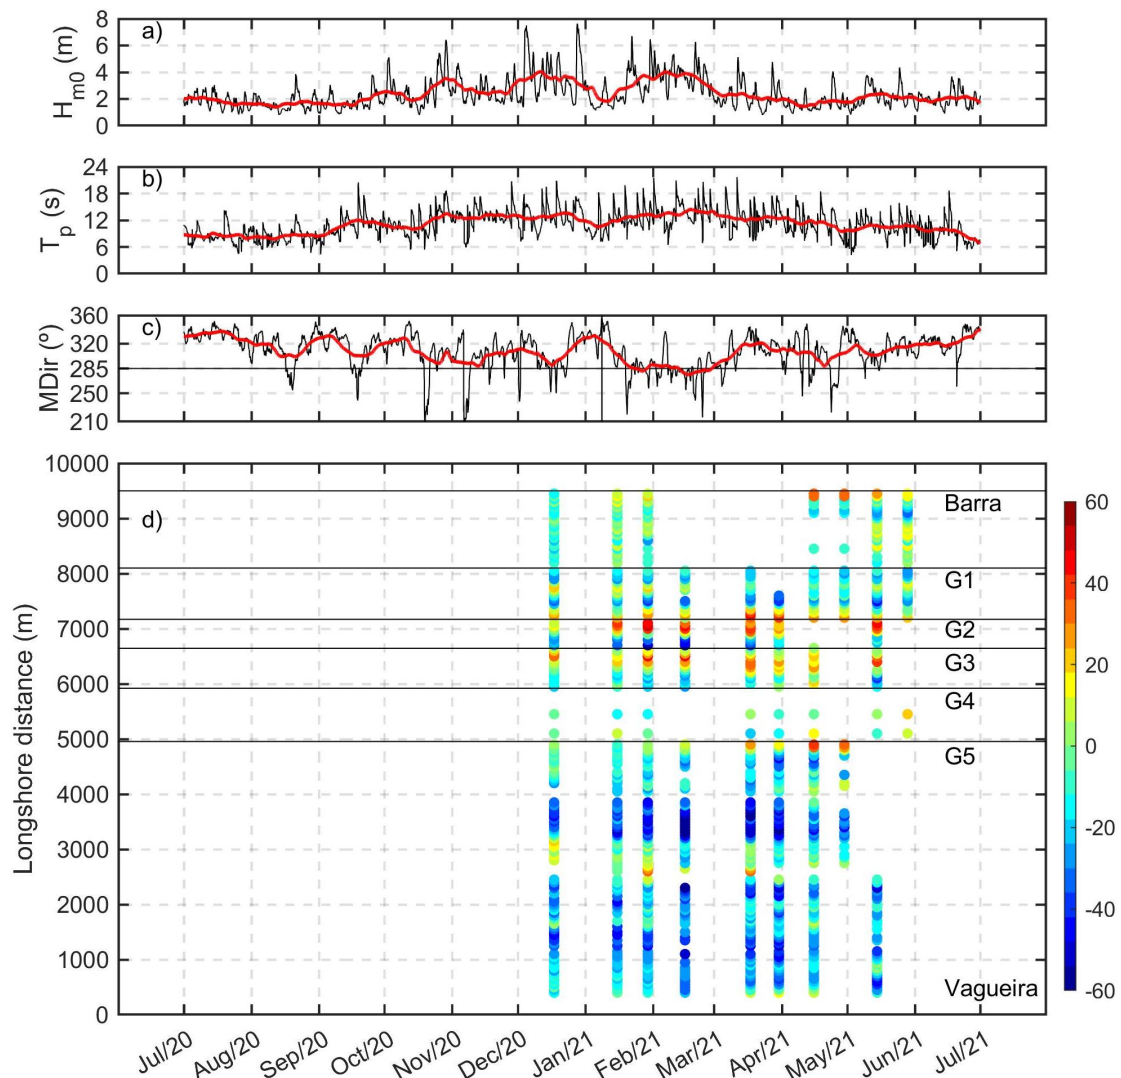 a)
H_m0 (m)
8
6
4
2
0
b)
T_p (s)
24
18
12
6
0
c)
MDir (º)
360
320
285
250
210
d)
Longshore distance (m)
10000
9000
8000
7000
6000
5000
4000
3000
2000
1000
0
Barra
G1
G2
G3
G4
G5
Vagueira
60
40
20
0
-20
-40
-60
Jul/20 Aug/20 Sep/20 Oct/20 Nov/20 Dec/20 Jan/21 Feb/21 Mar/21 Apr/21 May/21 Jun/21 Jul/21